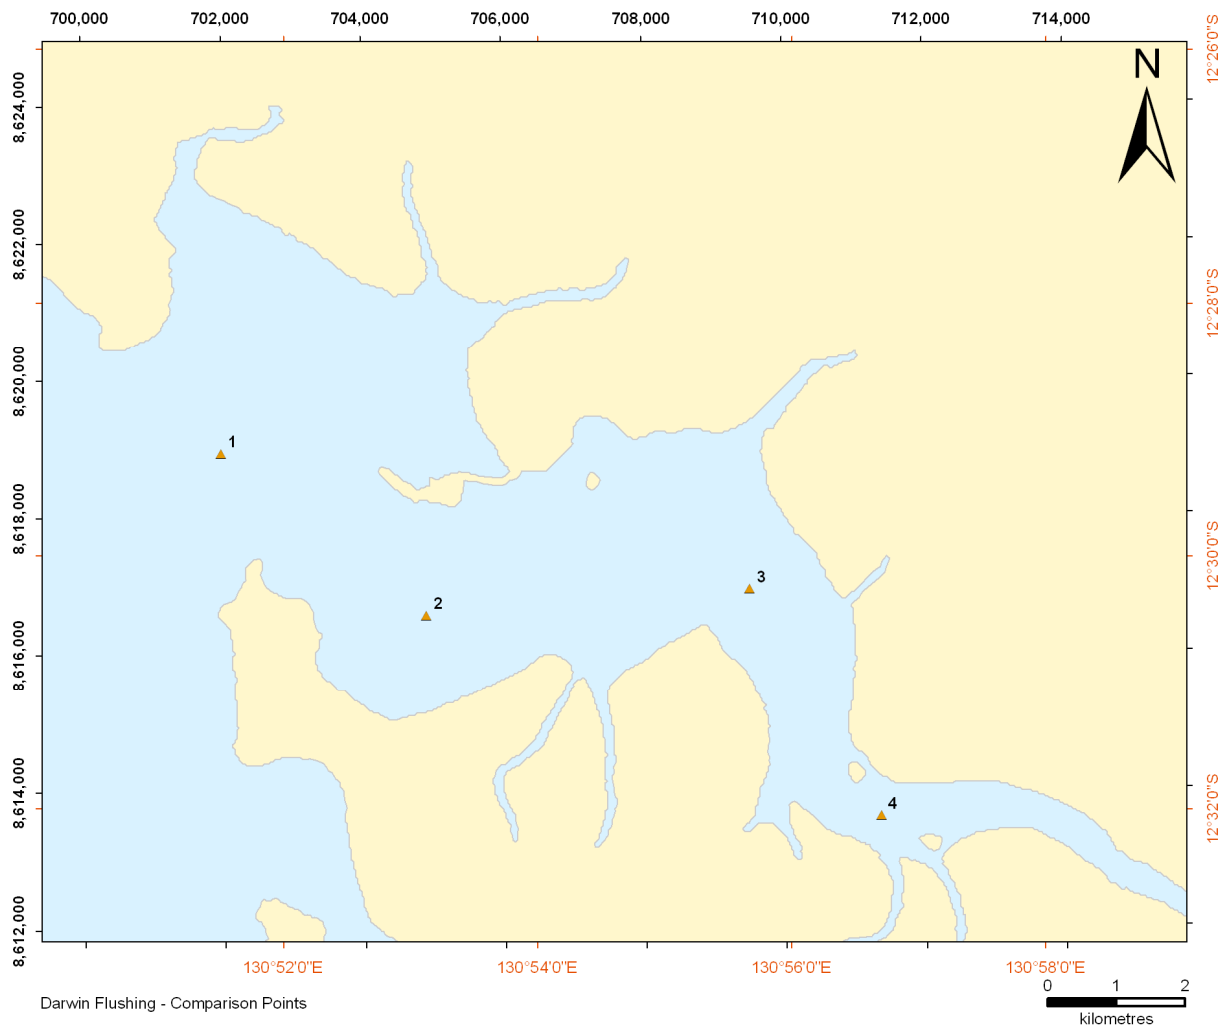 700,000 702,000 704,000 706,000 708,000 710,000 712,000 714,000
12°26'0"S
N
8,624,000
8,622,000
12°28'0"S
8,620,000
1
8,618,000
12°30'0"S
3
2
8,616,000
8,614,000
4
12°32'0"S
8,612,000
130°52'0"E 130°54'0"E 130°56'0"E 130°58'0"E
0 1 2
Darwin Flushing - Comparison Points
kilometres